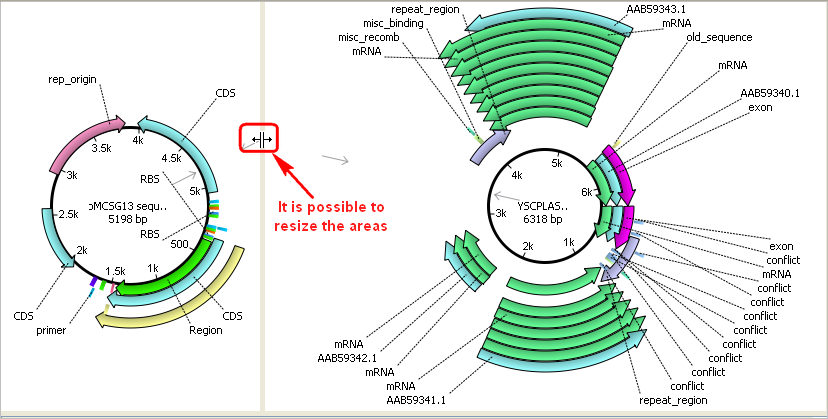 rep_origin
CDS
4k
4.5k
3.5k
RBS
3k
5k
pMCSG13 sequ..
5198 bp
2.5k
RBS
500
2k
1.5k
1k
CDS
primer
Region
CDS
It is possible to
resize the areas
repeat_region
misc_binding
misc_recomb
mRNA
AAB59343.1
mRNA
old_sequence
mRNA
AAB59340.1
exon
5k
4k
6k
YSCPLAS..
6318 bp
3k
2k
1k
exon
conflict
mRNA
conflict
conflict
conflict
conflict
conflict
conflict
conflict
repeat_region
mRNA
AAB59342.1
mRNA
mRNA
AAB59341.1